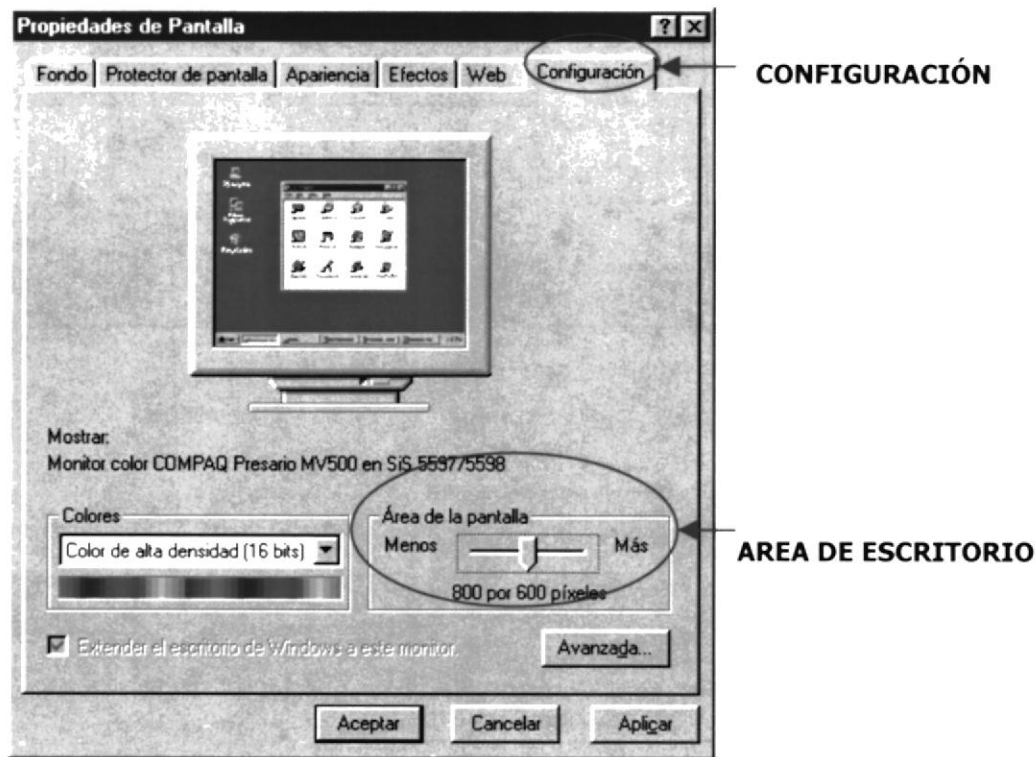 Propiedades de Pantalla
Fondo Protector de pantalla Apariencia Efectos Web Configuración
CONFIGURACIÓN
Mostrar:
Monitor color COMPAQ Presario MV500 en SiS 5597/5598
Colores
Área de la pantalla
Color de alta densidad (16 bits)
Menos Más
AREA DE ESCRITORIO
800 por 600 píxeles
Extender el escritorio de Windows a este monitor.
Avanzada...
Aceptar Cancelar Aplicar